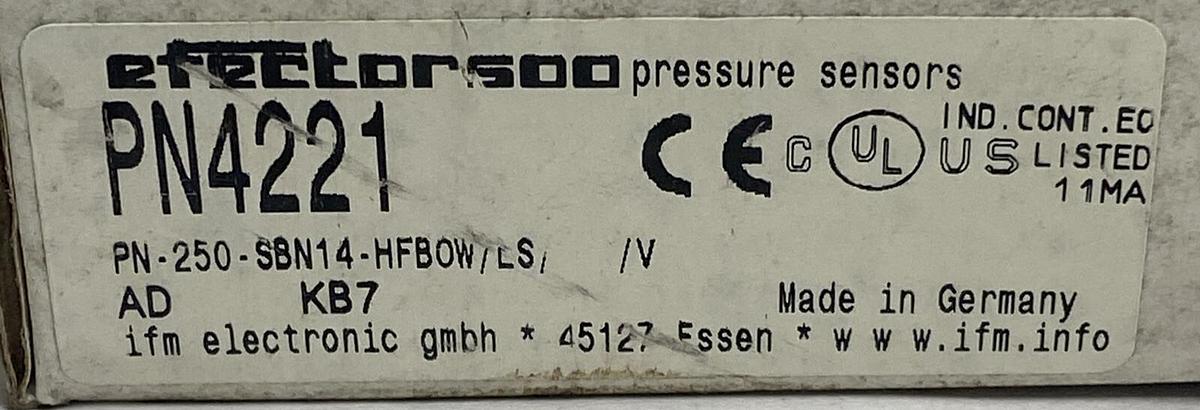 efector500 pressure sensors
PN4221
CE C UL US IND.CONT.EQ
LISTED
11MA
PN-250-SBN14-HFBOW/LS/ /V
AD KB7 Made in Germany
ifm electronic gmbh * 45127 Essen * w w w.ifm.info